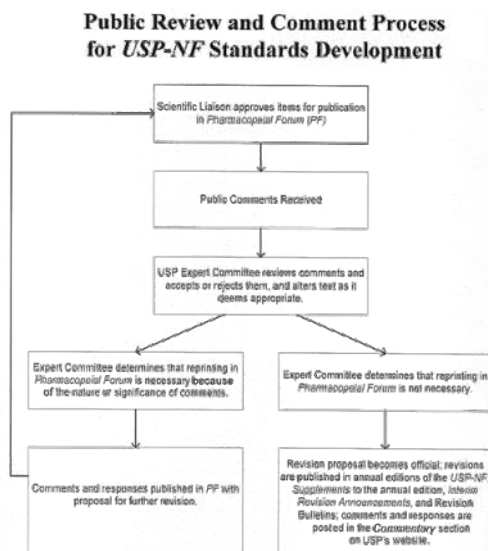 Public Review and Comment Process
for USP-NF Standards Development
Scientific Liaison approves items for publication
in Pharmacopeial Forum (PF)
Public Comments Received
USP Expert Committee reviews comments and
accepts or rejects them, and alters text as it
deems appropriate.
Expert Committee determines that reprinting in
Pharmacopeial Forum is necessary because
of the nature or significance of comments.
Expert Committee determines that reprinting in
Pharmacopeial Forum is not necessary.
Comments and responses published in PF with
proposal for further revision.
Revision proposal becomes official: revisions
are published in annual editions of the USP-NF,
Supplements to the annual edition, Interim
Revision Announcements, and Revision
Bulletins; comments and responses are
posted in the Commentary section
on USP's website.